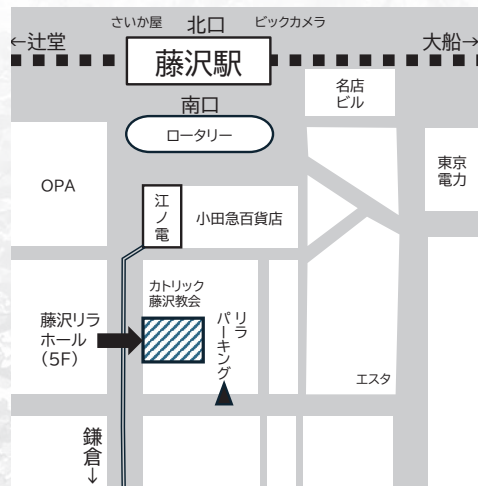 さいか屋
北口
ビックカメラ
←辻堂
大船→
藤沢駅
名店
ビル
南口
ロータリー
東京
電力
OPA
江ノ電
小田急百貨店
カトリック
藤沢教会
藤沢リラ
ホール
(5F)
リラ
パーキング
エスタ
鎌倉→